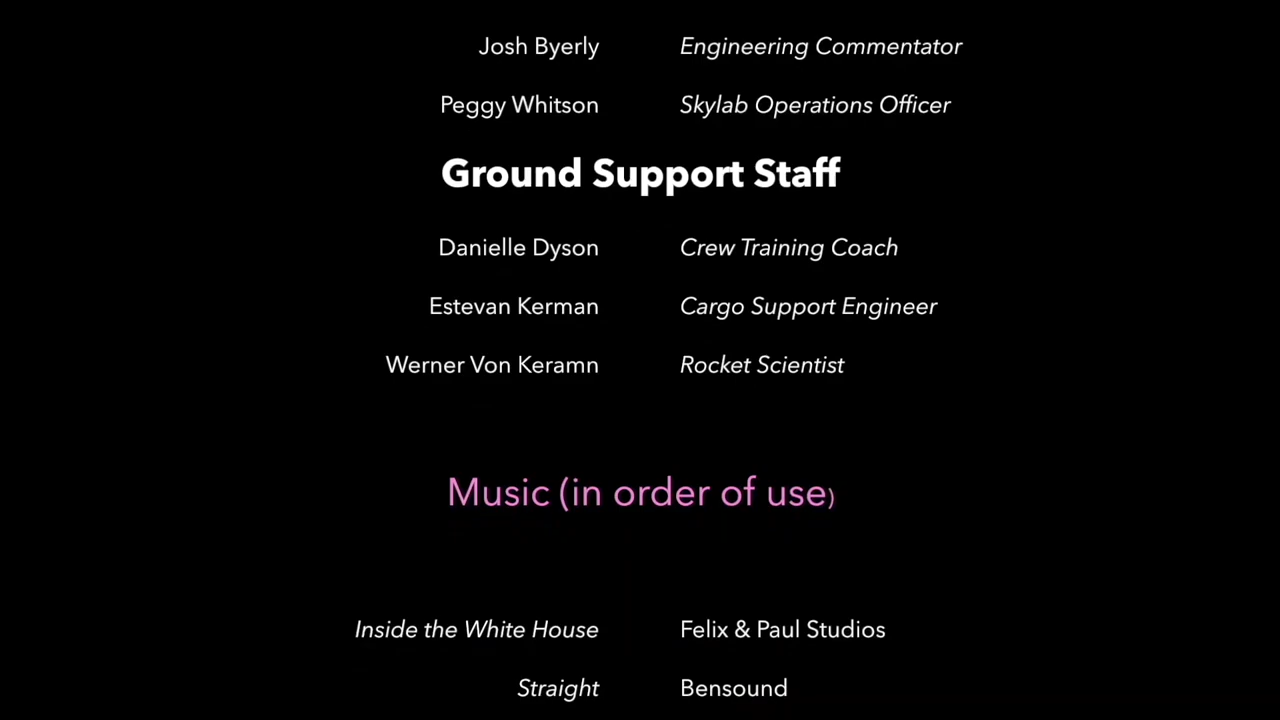 Josh Byerly Engineering Commentator
Peggy Whitson Skylab Operations Officer
Ground Support Staff
Danielle Dyson Crew Training Coach
Estevan Kerman Cargo Support Engineer
Werner Von Keramn Rocket Scientist
Music (in order of use)
Inside the White House Felix & Paul Studios
Straight Bensound